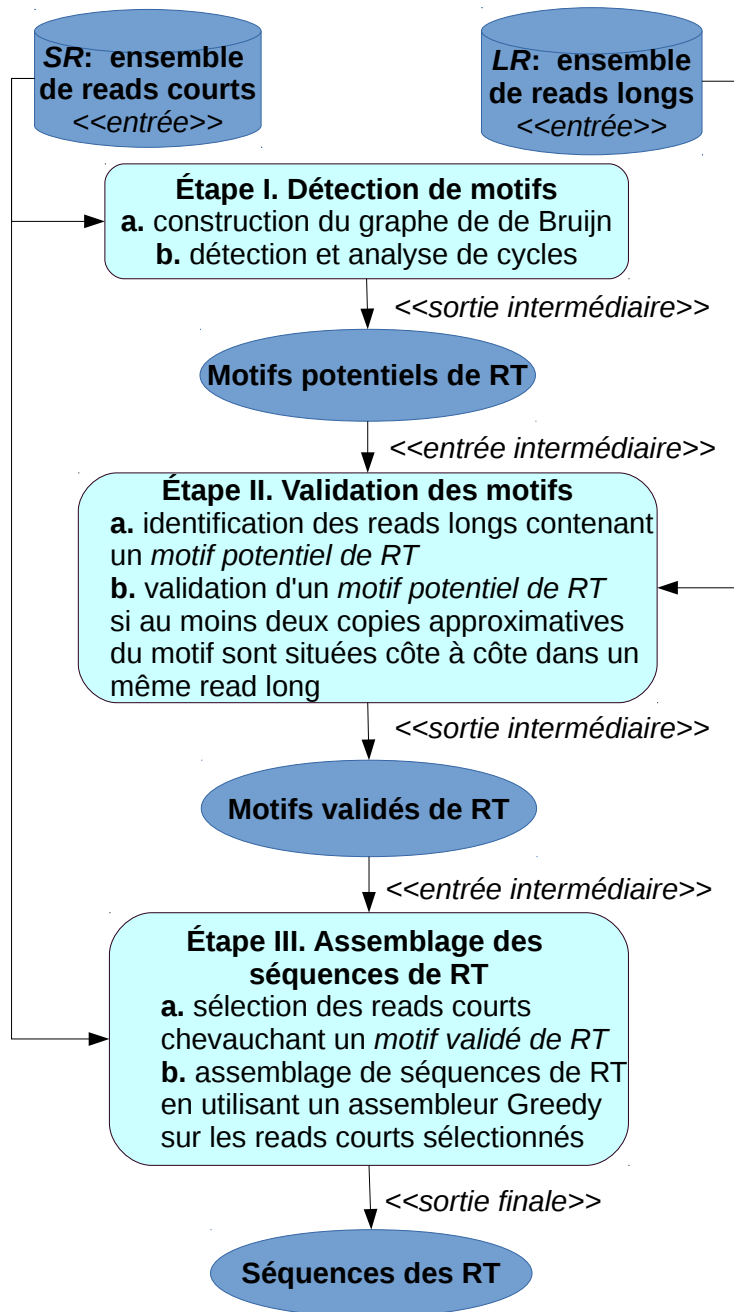 SR: ensemble
de reads courts
<<entrée>>
LR: ensemble
de reads longs
<<entrée>>
Étape I. Détection de motifs
a. construction du graphe de de Bruijn
b. détection et analyse de cycles
<<sortie intermédiaire>>
Motifs potentiels de RT
<<entrée intermédiaire>>
Étape II. Validation des motifs
a. identification des reads longs contenant
un motif potentiel de RT
b. validation d'un motif potentiel de RT
si au moins deux copies approximatives
du motif sont situées côte à côte dans un
même read long
<<sortie intermédiaire>>
Motifs validés de RT
<<entrée intermédiaire>>
Étape III. Assemblage des
séquences de RT
a. sélection des reads courts
chevauchant un motif validé de RT
b. assemblage de séquences de RT
en utilisant un assembleur Greedy
sur les reads courts sélectionnés
<<sortie finale>>
Séquences des RT